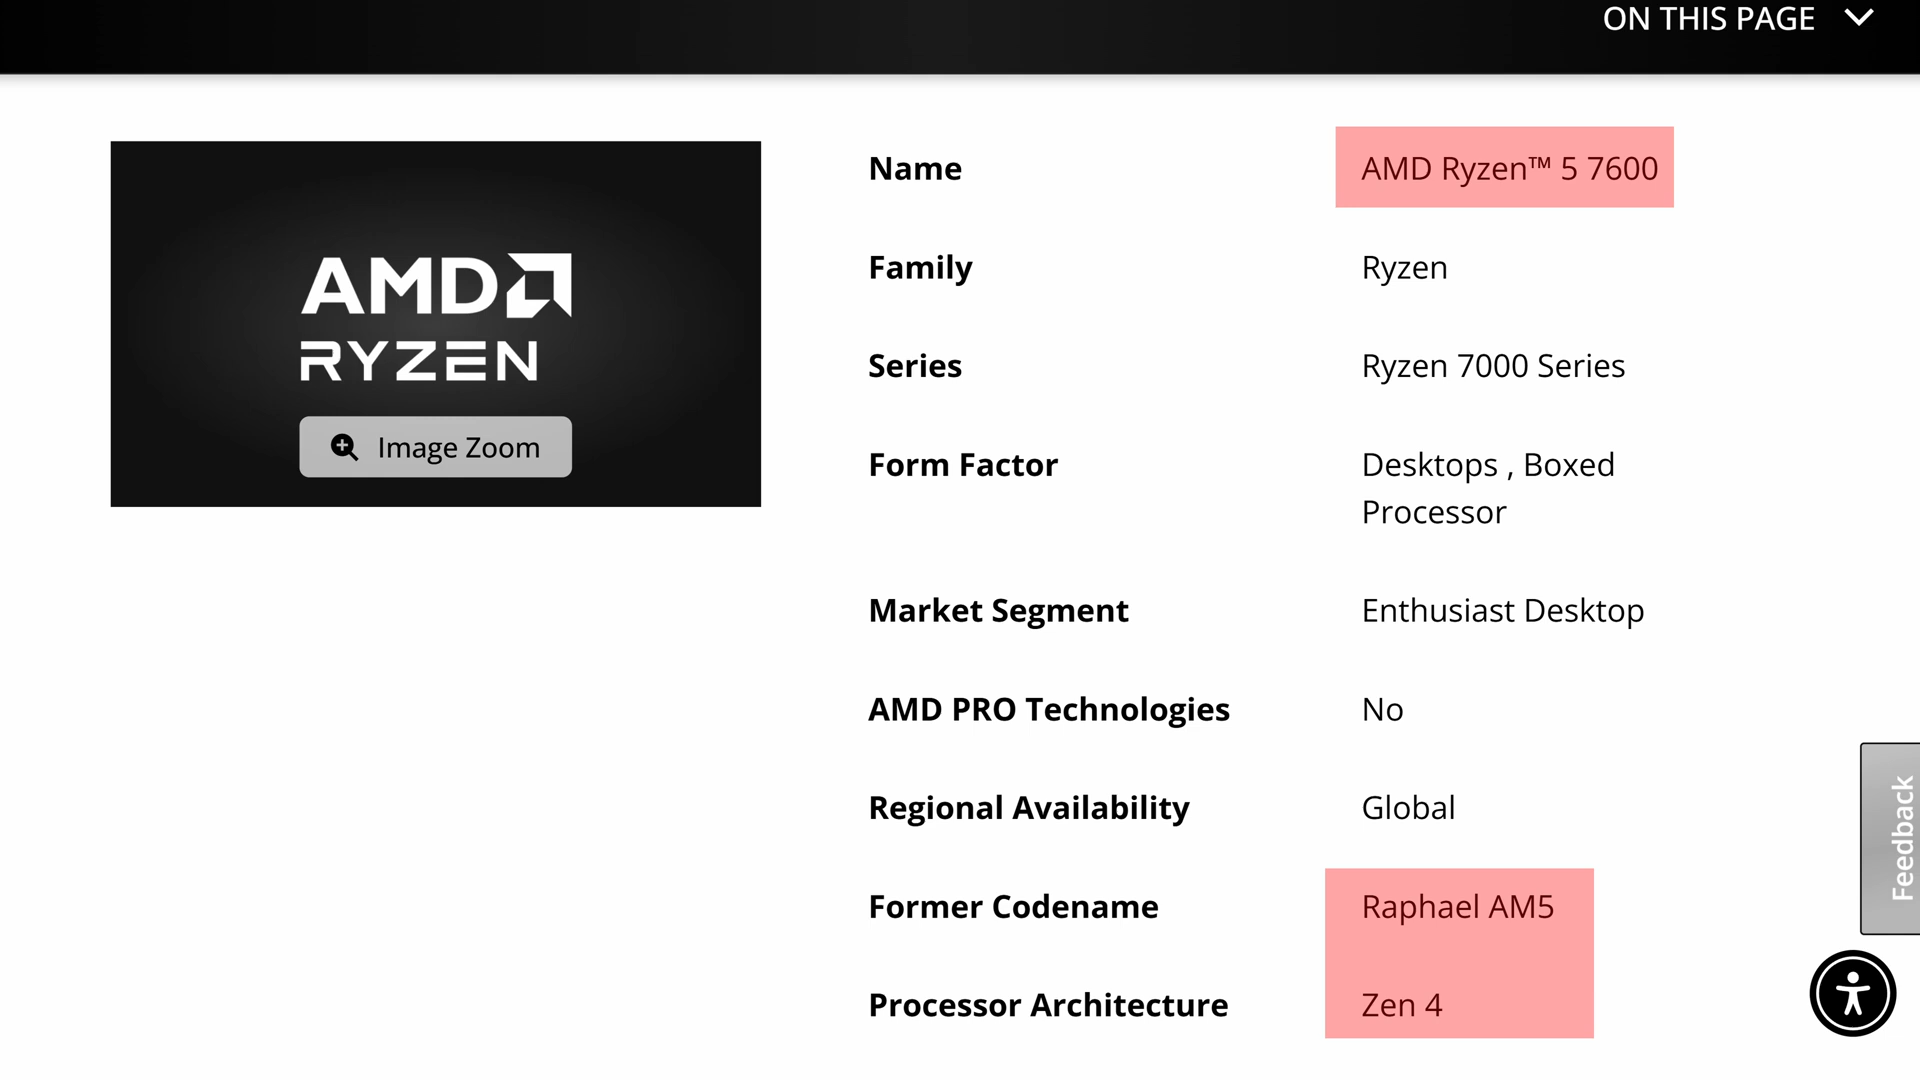 ON THIS PAGE
AMD
RYZEN
Image Zoom
Name AMD Ryzen™ 5 7600
Family Ryzen
Series Ryzen 7000 Series
Form Factor Desktops , Boxed
Processor
Market Segment Enthusiast Desktop
AMD PRO Technologies No
Regional Availability Global
Former Codename Raphael AM5
Processor Architecture Zen 4
Feedback